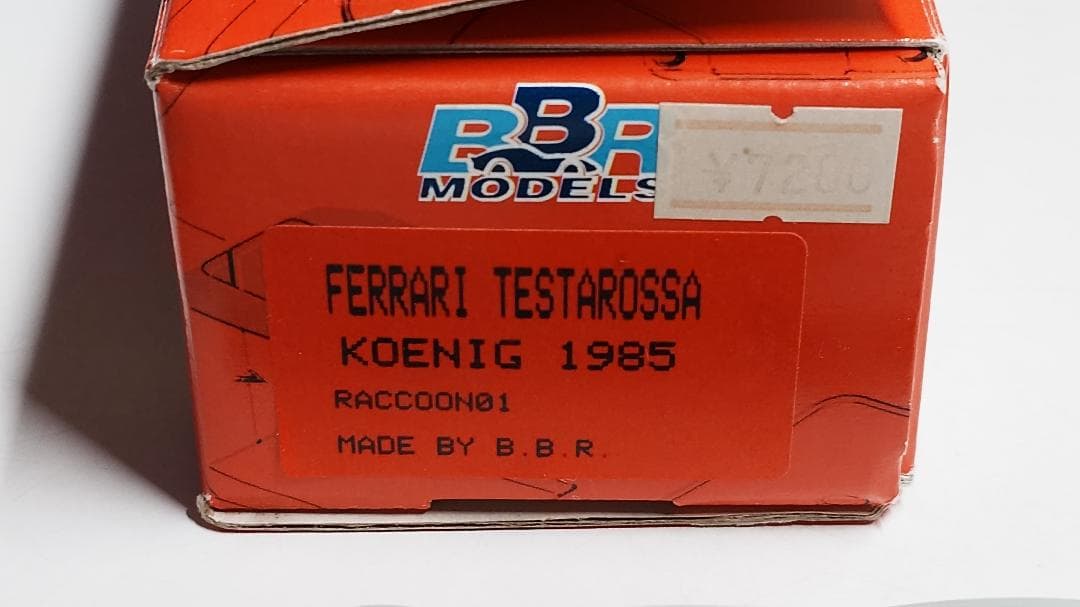 BBR
MODELS
¥7200
FERRARI TESTAROSSA
KOENIG 1985
RACCOON01
MADE BY B.B.R.